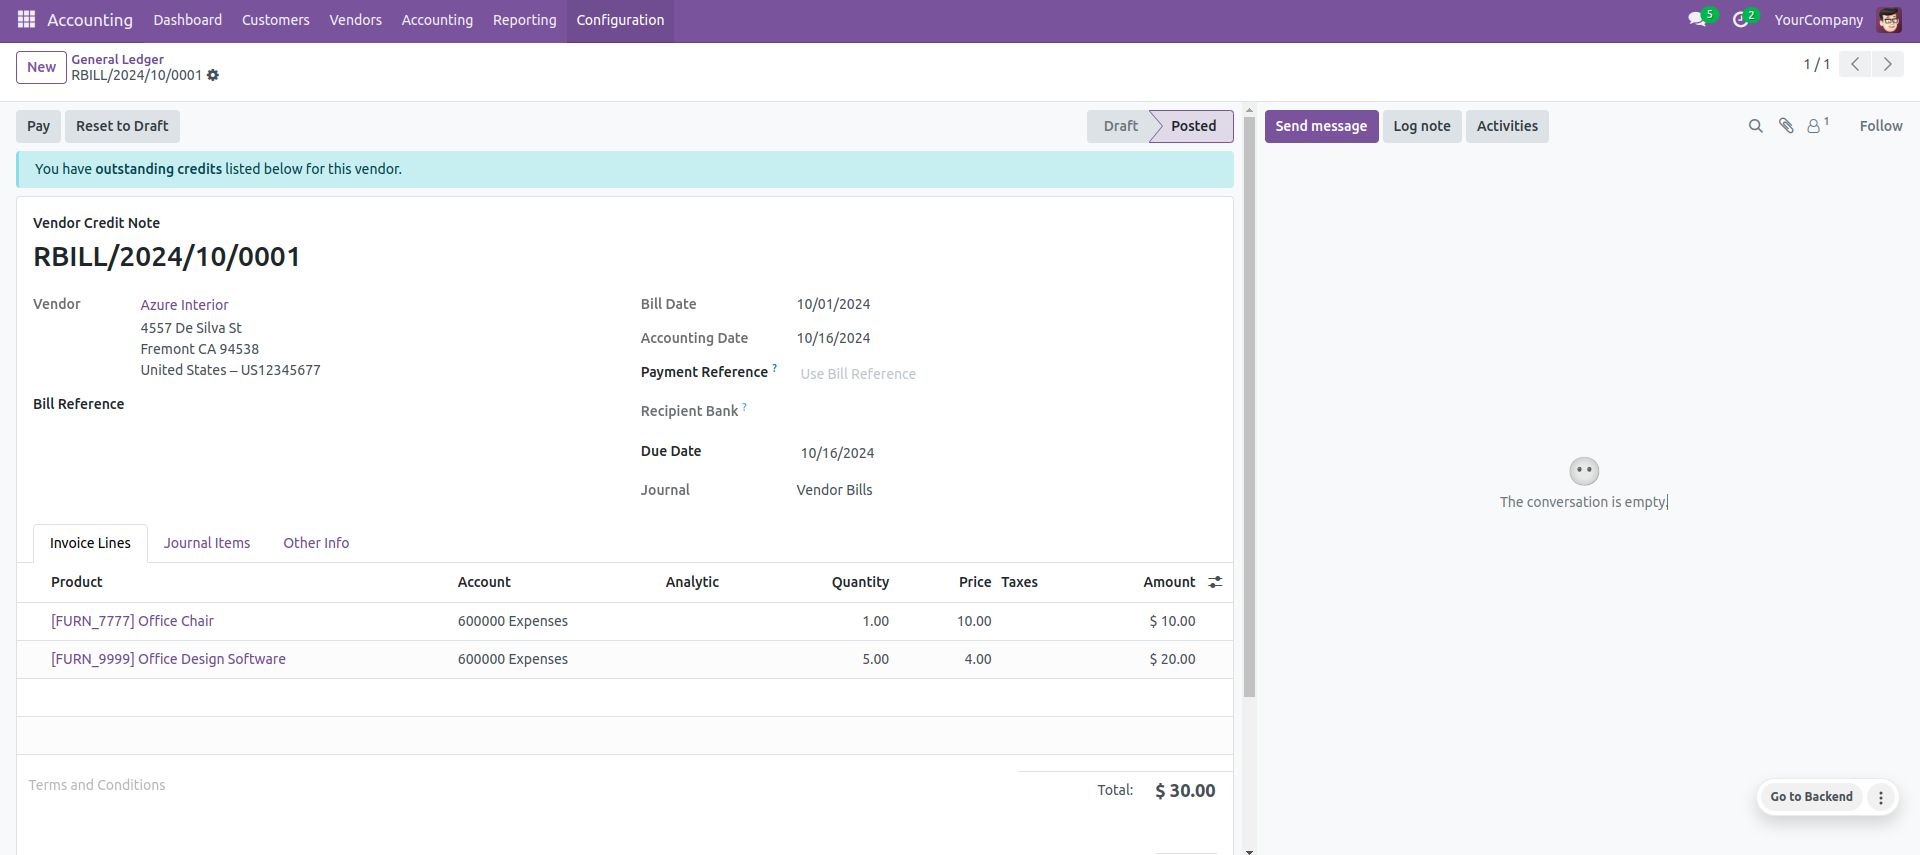 Accounting Dashboard Customers Vendors Accounting Reporting Configuration 5 2 YourCompany
New General Ledger
RBILL/2024/10/0001
1 / 1
Pay Reset to Draft Draft Posted Send message Log note Activities 1 Follow
You have outstanding credits listed below for this vendor.
Vendor Credit Note
RBILL/2024/10/0001
Vendor Azure Interior
4557 De Silva St
Fremont CA 94538
United States – US12345677
Bill Reference
Bill Date 10/01/2024
Accounting Date 10/16/2024
Payment Reference ? Use Bill Reference
Recipient Bank ?
Due Date 10/16/2024
Journal Vendor Bills
The conversation is empty.
Invoice Lines Journal Items Other Info
Product Account Analytic Quantity Price Taxes Amount
[FURN_7777] Office Chair 600000 Expenses 1.00 10.00 $ 10.00
[FURN_9999] Office Design Software 600000 Expenses 5.00 4.00 $ 20.00
Terms and Conditions
Total: $ 30.00
Go to Backend